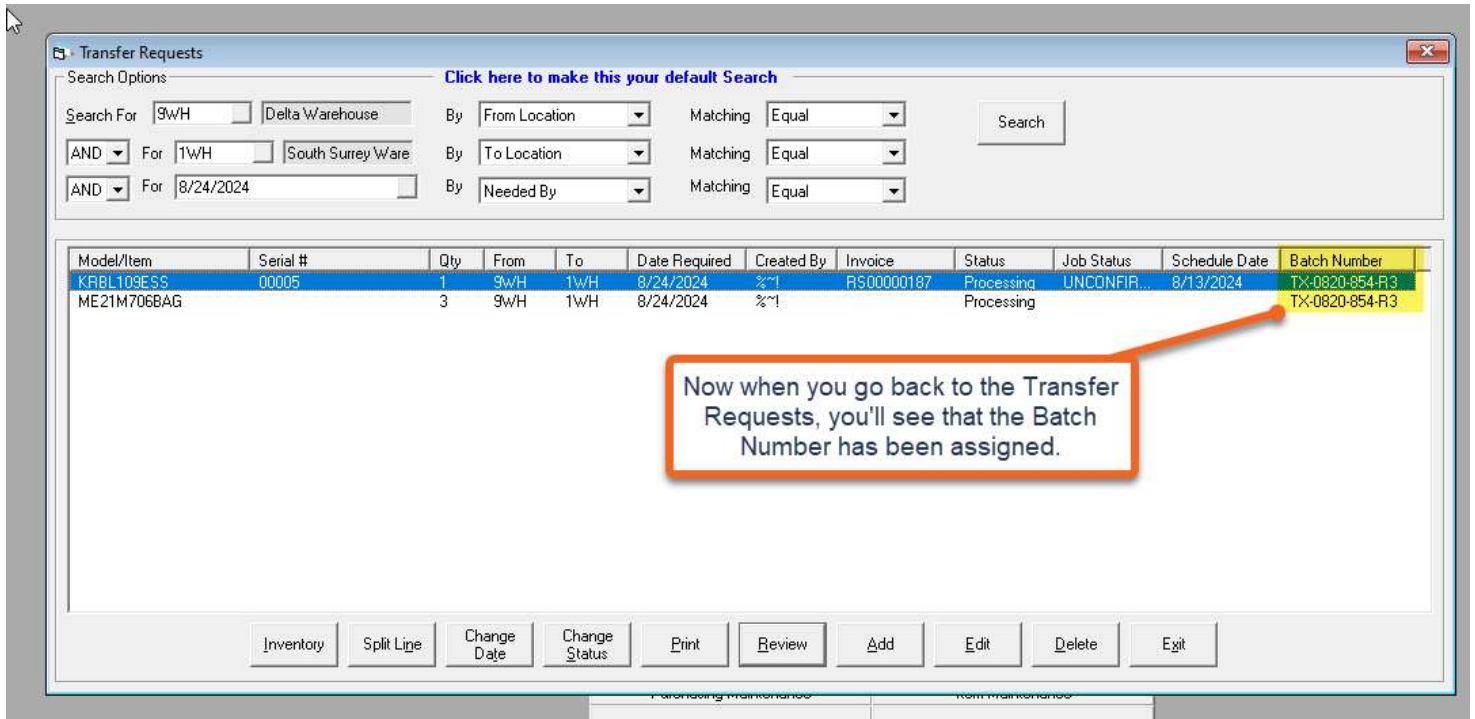 Transfer Requests
Search Options Click here to make this your default Search
Search For 9WH Delta Warehouse By From Location Matching Equal Search
AND For 1WH South Surrey Ware By To Location Matching Equal
AND For 8/24/2024 By Needed By Matching Equal
Model/Item Serial # Qty From To Date Required Created By Invoice Status Job Status Schedule Date Batch Number
KRBL109ESS 00005 1 9WH 1WH 8/24/2024 %~! RS00000187 Processing UNCONFIR... 8/13/2024 TX-0820-854-R3
ME21M706BAG 3 9WH 1WH 8/24/2024 %~! Processing TX-0820-854-R3
Now when you go back to the Transfer
Requests, you'll see that the Batch
Number has been assigned.
Inventory Split Line Change Date Change Status Print Review Add Edit Delete Exit